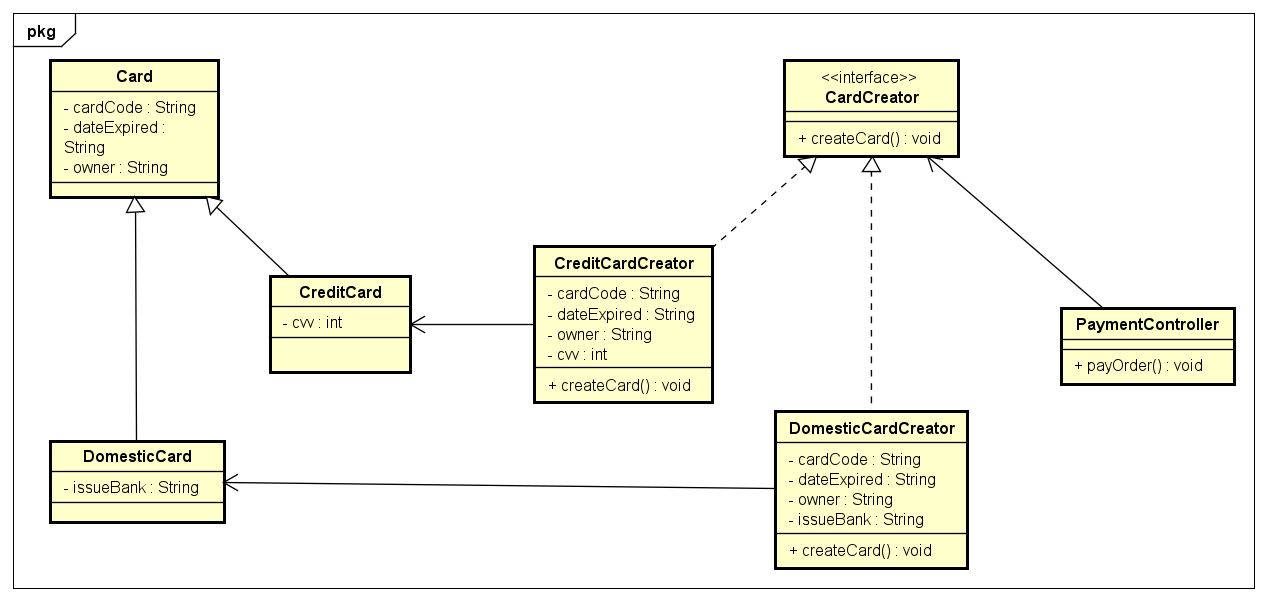 pkg
Card
- cardCode : String
- dateExpired :
String
- owner : String
<<interface>>
CardCreator
+ createCard() : void
CreditCardCreator
- cardCode : String
- dateExpired : String
- owner : String
- cvv : int
+ createCard() : void
CreditCard
- cvv : int
PaymentController
+ payOrder() : void
DomesticCard
- issueBank : String
DomesticCardCreator
- cardCode : String
- dateExpired : String
- owner : String
- issueBank : String
+ createCard() : void